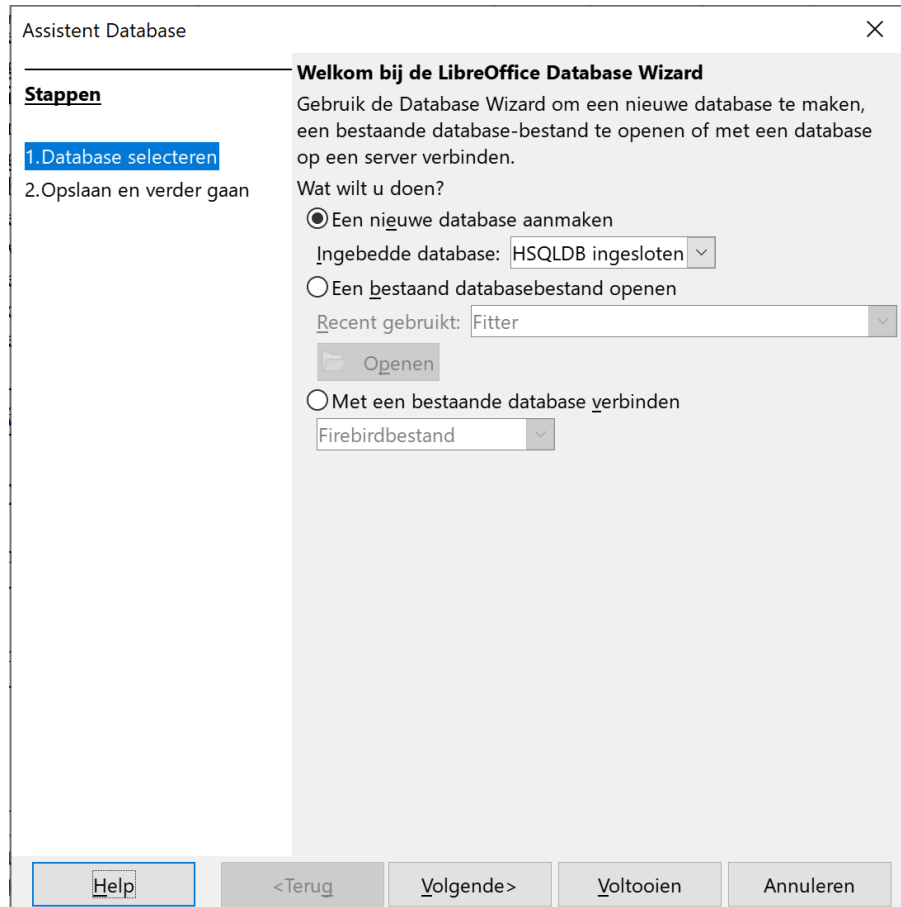 Assistent Database
Stappen
1.Database selecteren
2.Opslaan en verder gaan
Welkom bij de LibreOffice Database Wizard
Gebruik de Database Wizard om een nieuwe database te maken,
een bestaande database-bestand te openen of met een database
op een server verbinden.
Wat wilt u doen?
Een nieuwe database aanmaken
Ingebedde database: HSQLDB ingesloten
Een bestaand databasebestand openen
Recent gebruikt: Fitter
Openen
Met een bestaande database verbinden
Firebirdbestand
Help <Terug Volgende> Voltooien Annuleren